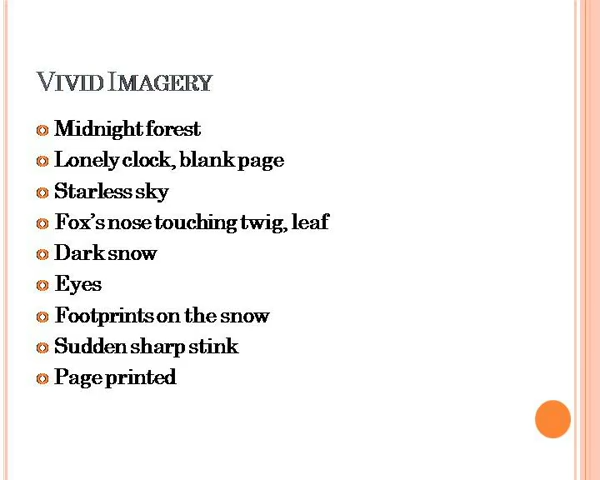 Vivid Imagery
Midnight forest
Lonely clock, blank page
Starless sky
Fox's nose touching twig, leaf
Dark snow
Eyes
Footprints on the snow
Sudden sharp stink
Page printed